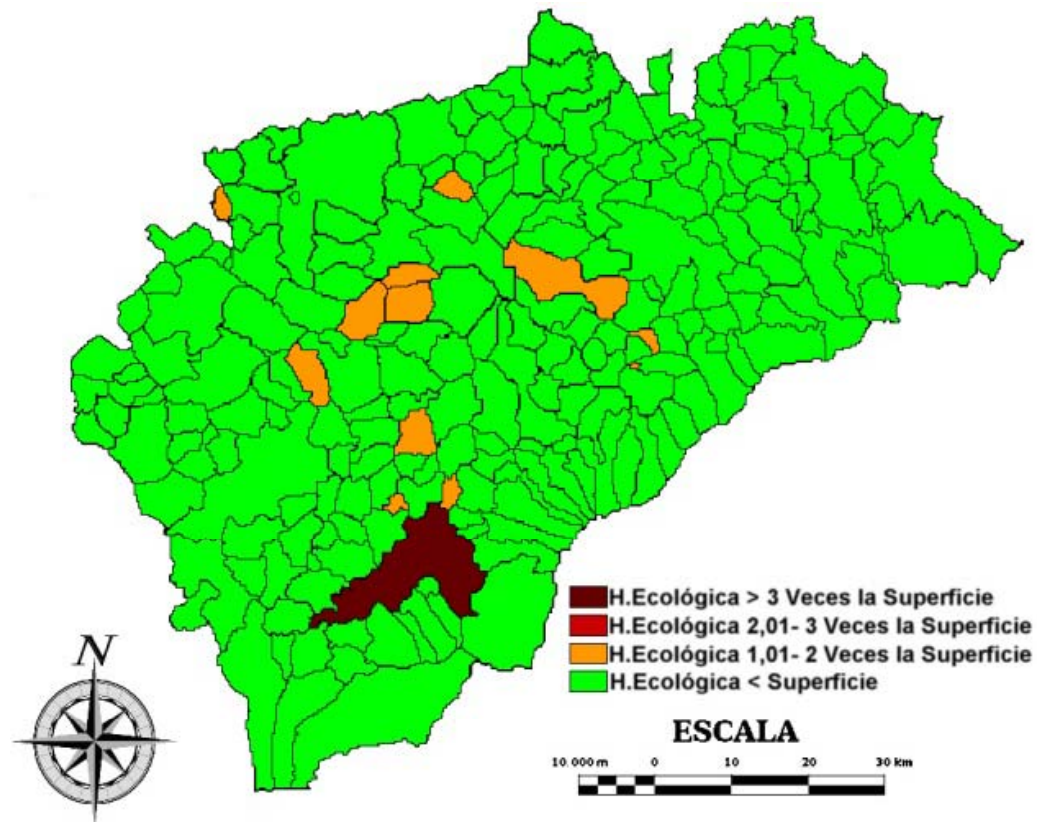 H.Ecológica > 3 Veces la Superficie
H.Ecológica 2,01- 3 Veces la Superficie
H.Ecológica 1,01- 2 Veces la Superficie
H.Ecológica < Superficie
N
ESCALA
10.000 m 0 10 20 30 km